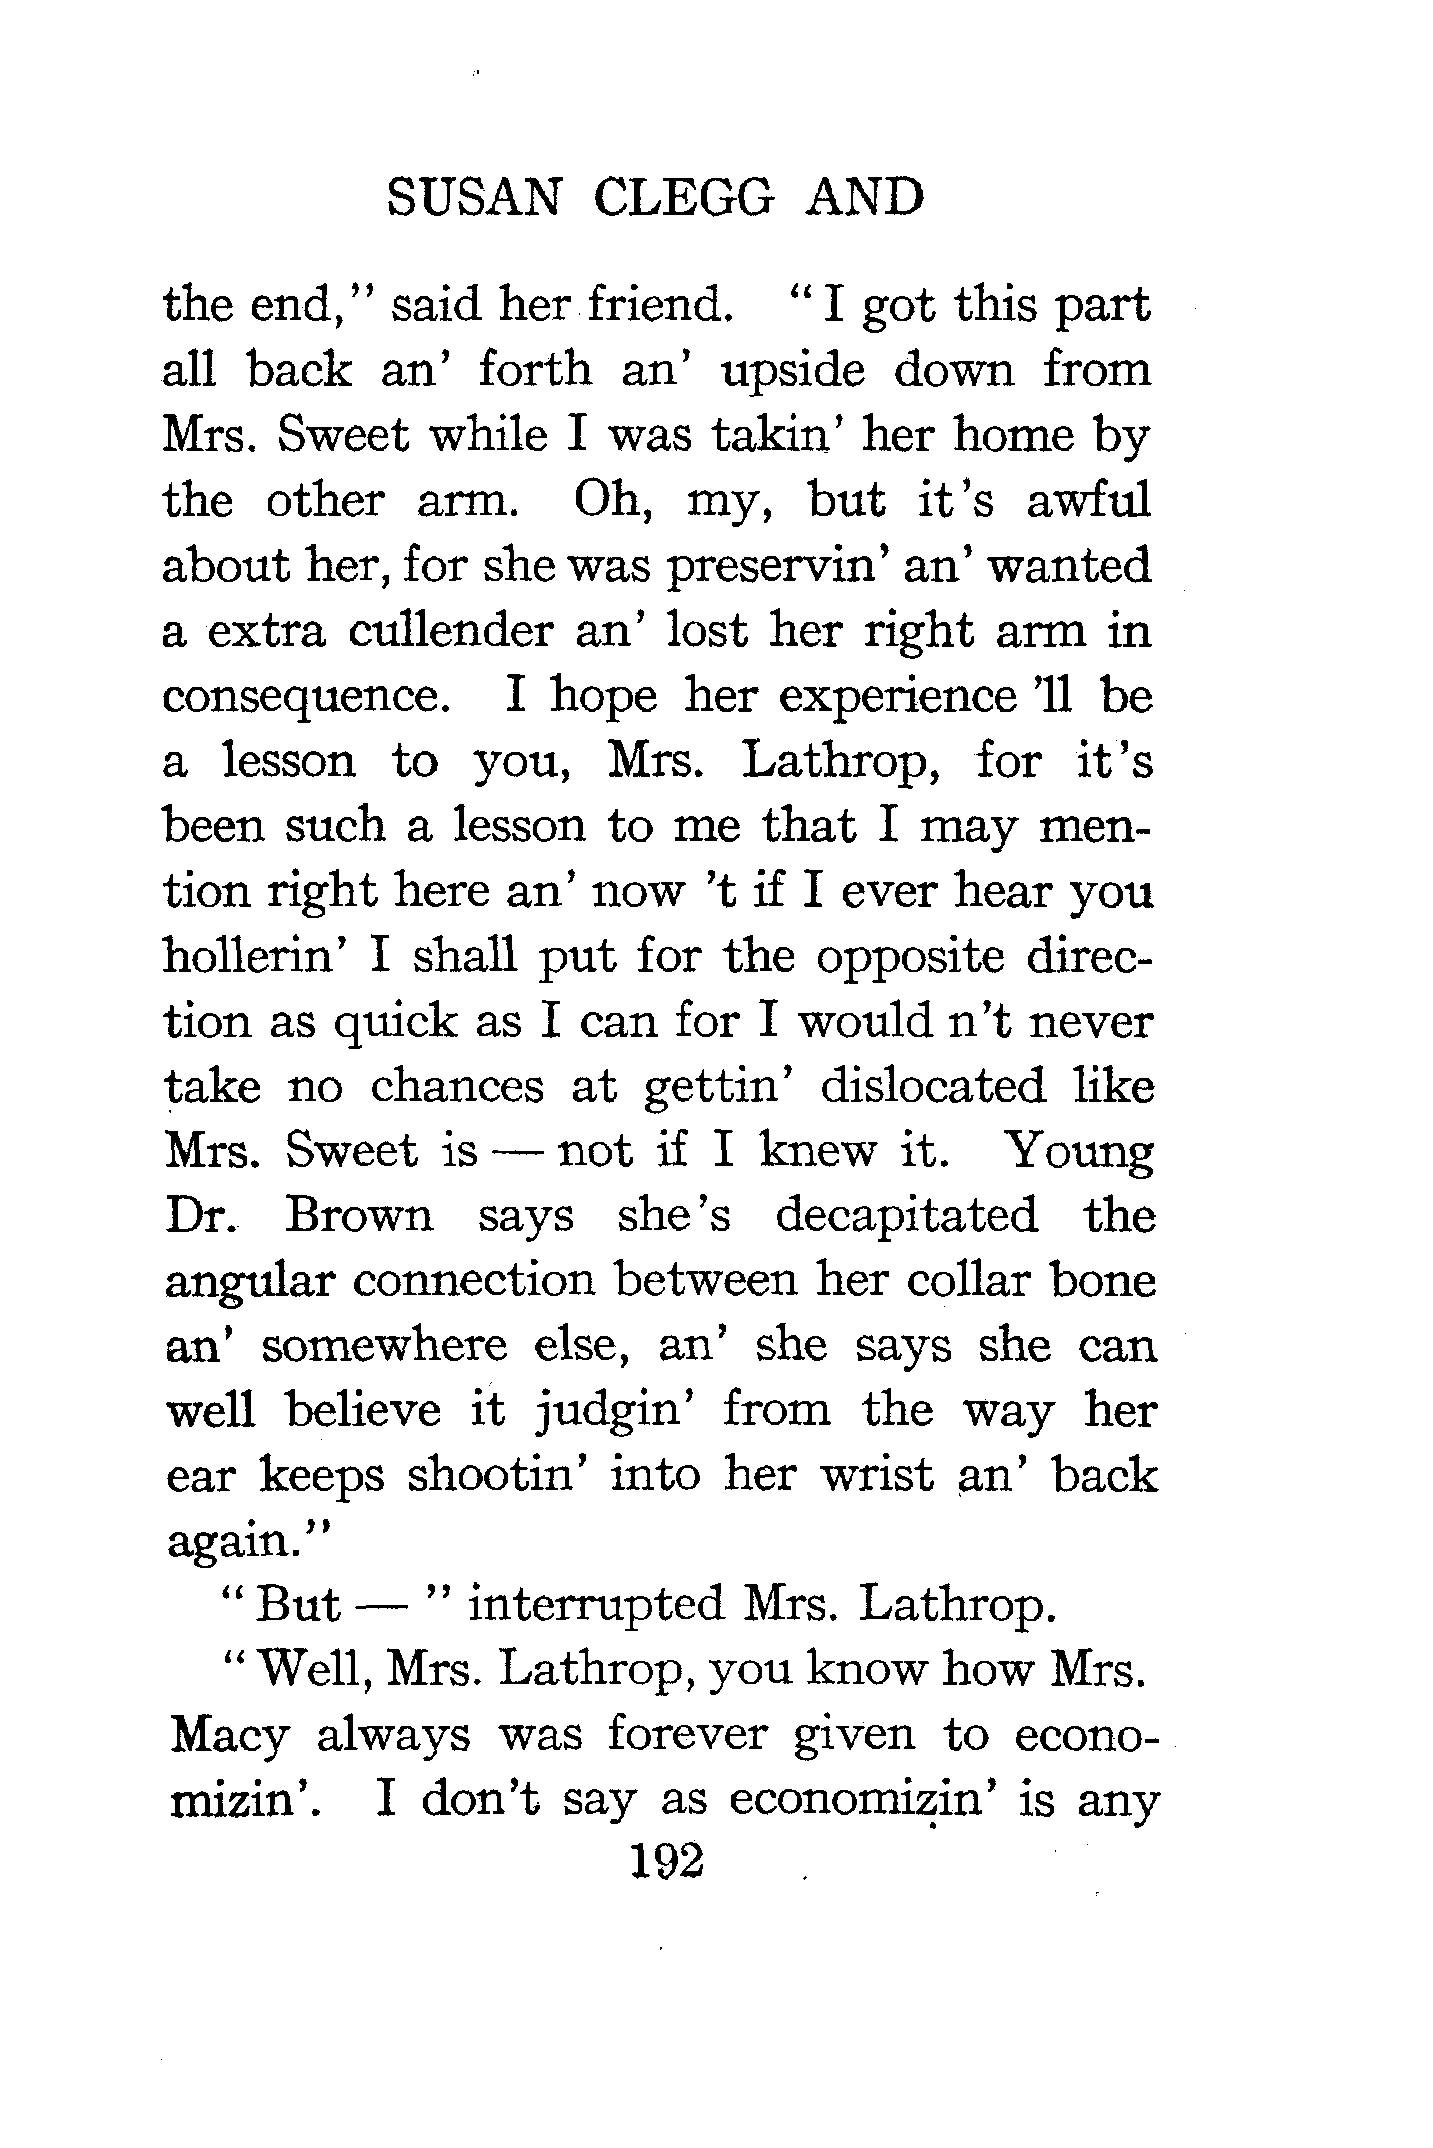 SUSAN CLEGG AND
the end," said her friend. "I got this part
all back an' forth an' upside down from
Mrs. Sweet while I was takin' her home by
the other arm. Oh, my, but it's awful
about her, for she was preservin' an' wanted
a extra cullender an' lost her right arm in
consequence. I hope her experience 'll be
a lesson to you, Mrs. Lathrop, for it's
been such a lesson to me that I may men-
tion right here an' now 't if I ever hear you
hollerin' I shall put for the opposite direc-
tion as quick as I can for I would n't never
take no chances at gettin' dislocated like
Mrs. Sweet is — not if I knew it. Young
Dr. Brown says she's decapitated the
angular connection between her collar bone
an' somewhere else, an' she says she can
well believe it judgin' from the way her
ear keeps shootin' into her wrist an' back
again."
"But — " interrupted Mrs. Lathrop.
"Well, Mrs. Lathrop, you know how Mrs.
Macy always was forever given to econo-
mizin'. I don't say as economizin' is any
192